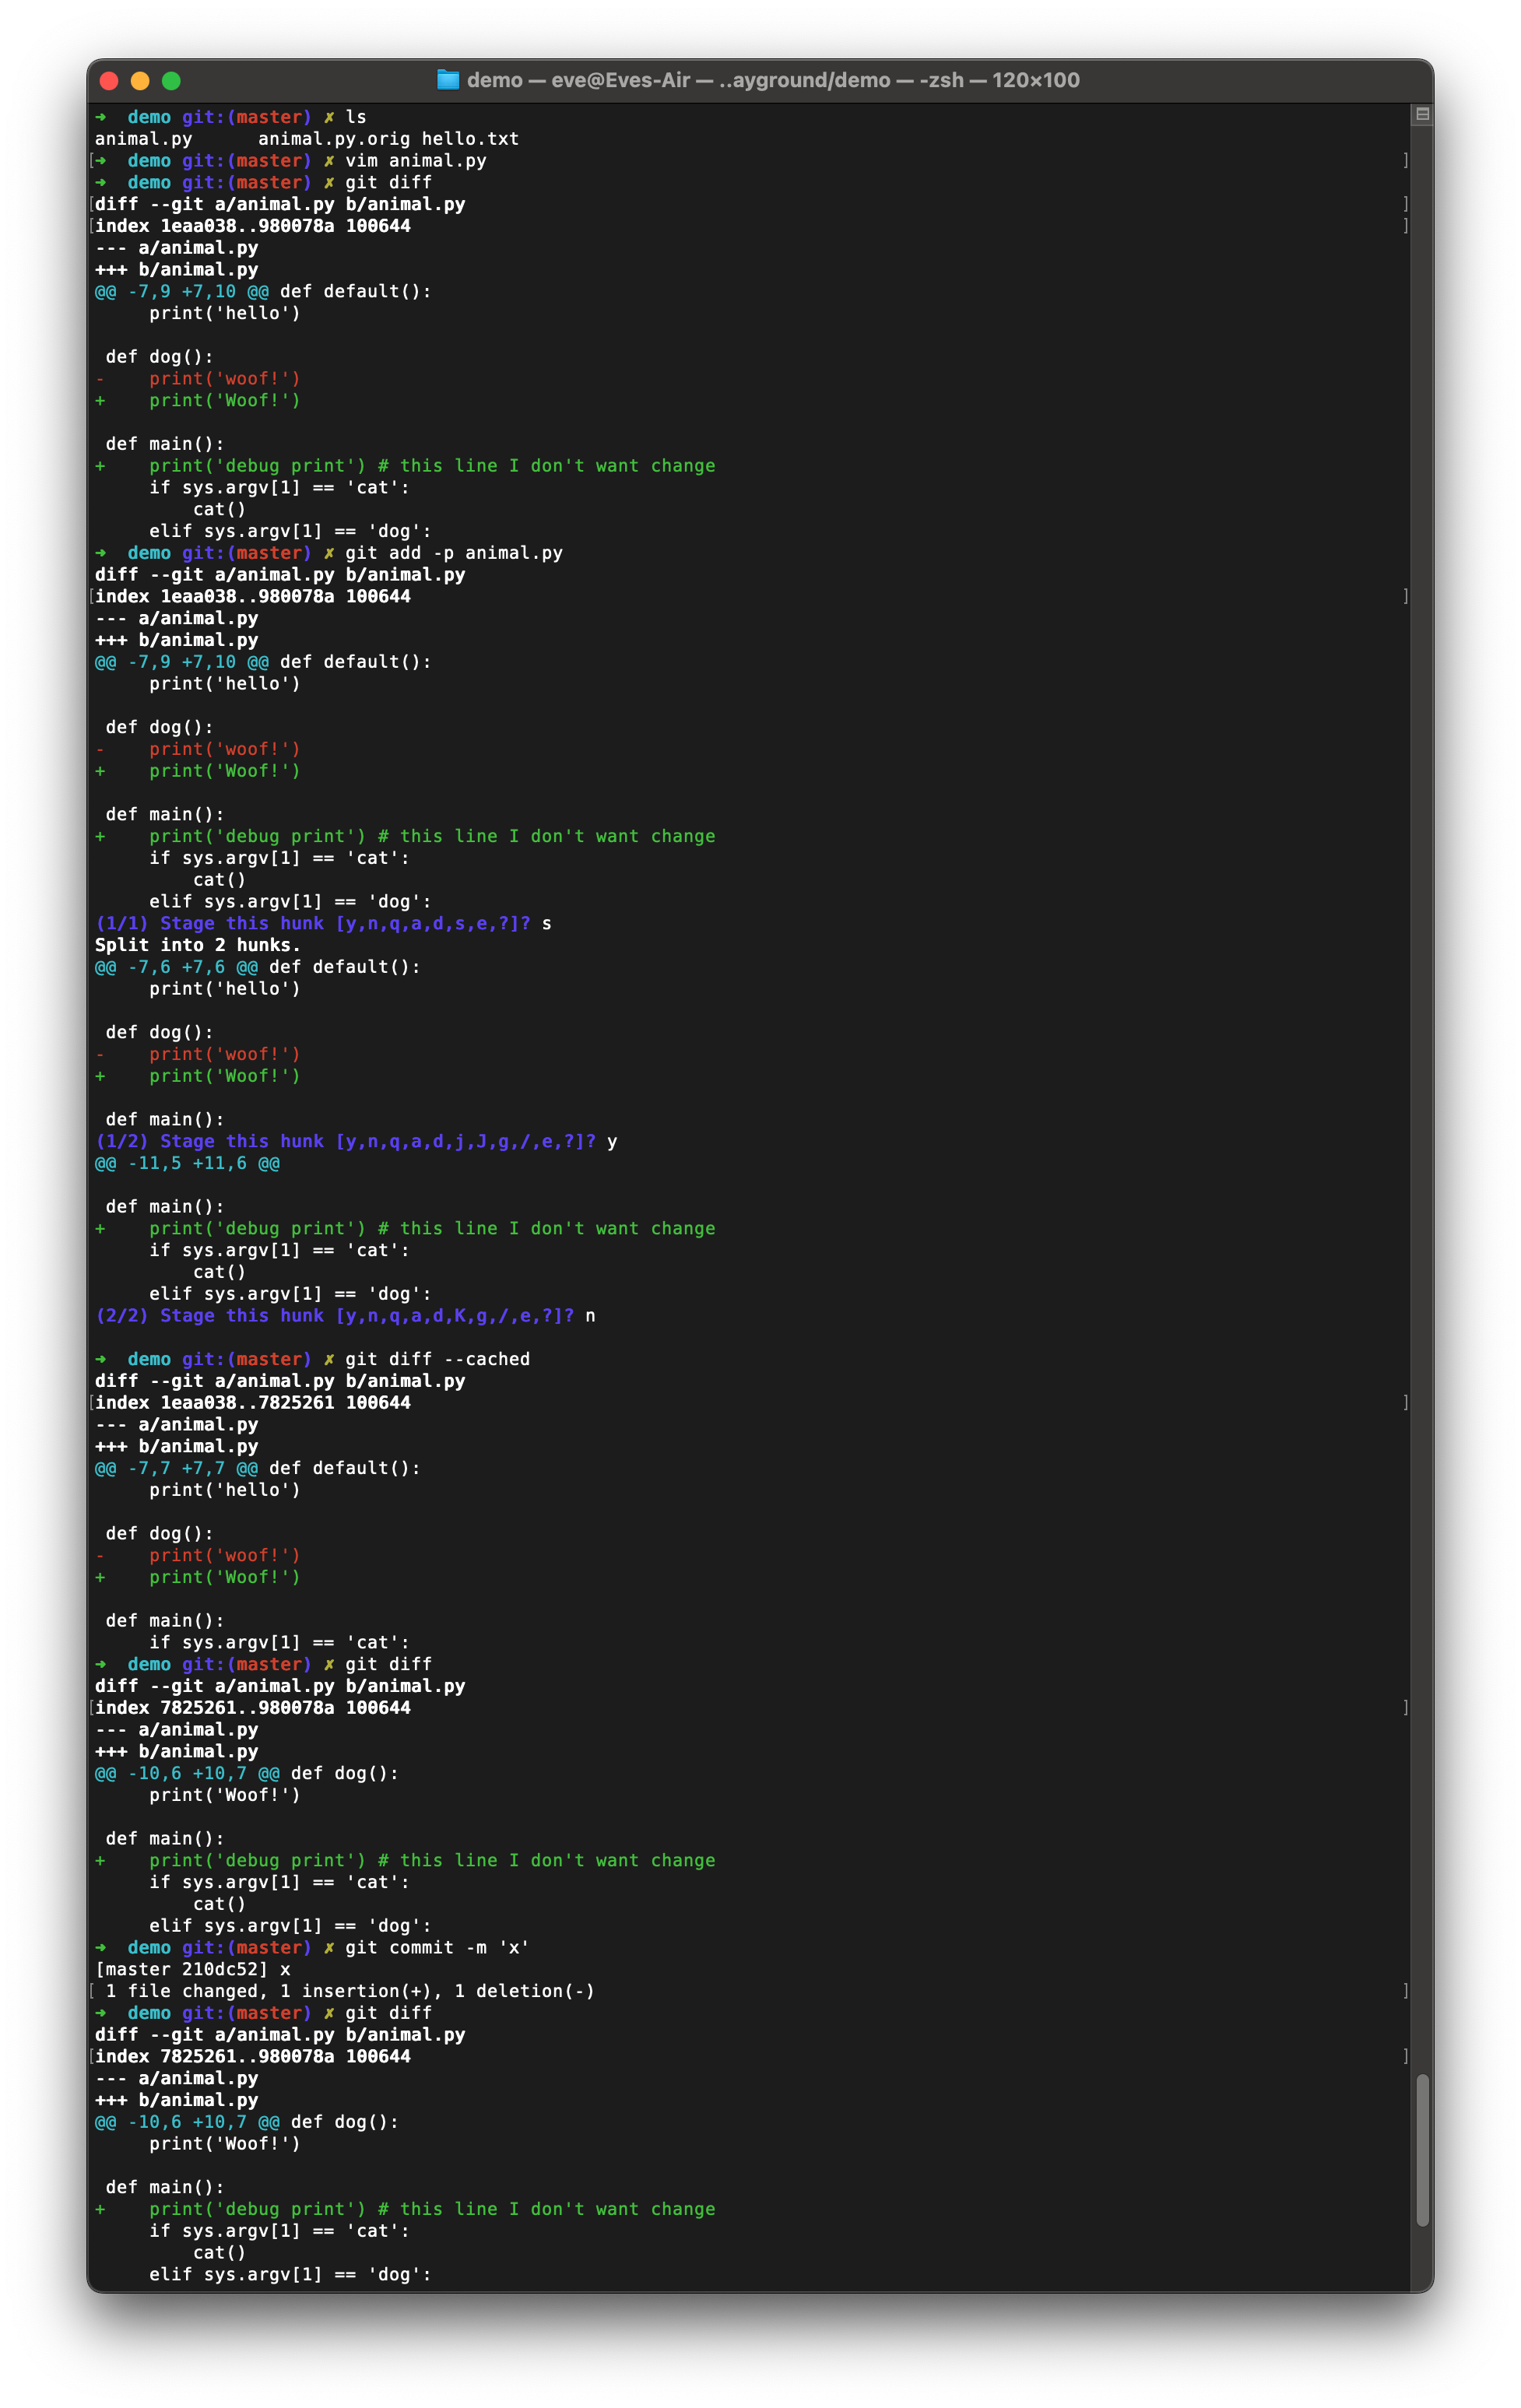 demo — eve@Eves-Air — ..ayground/demo — -zsh — 120×100
➜  demo git:(master) ✗ ls
animal.py      animal.py.orig hello.txt
[➜  demo git:(master) ✗ vim animal.py ]
➜  demo git:(master) ✗ git diff
[diff --git a/animal.py b/animal.py ]
[index 1eaa038..980078a 100644 ]
--- a/animal.py
+++ b/animal.py
@@ -7,9 +7,10 @@ def default():
     print('hello')

 def dog():
-    print('woof!')
+    print('Woof!')

 def main():
+    print('debug print') # this line I don't want change
     if sys.argv[1] == 'cat':
         cat()
     elif sys.argv[1] == 'dog':
➜  demo git:(master) ✗ git add -p animal.py
diff --git a/animal.py b/animal.py
[index 1eaa038..980078a 100644 ]
--- a/animal.py
+++ b/animal.py
@@ -7,9 +7,10 @@ def default():
     print('hello')

 def dog():
-    print('woof!')
+    print('Woof!')

 def main():
+    print('debug print') # this line I don't want change
     if sys.argv[1] == 'cat':
         cat()
     elif sys.argv[1] == 'dog':
(1/1) Stage this hunk [y,n,q,a,d,s,e,?]? s
Split into 2 hunks.
@@ -7,6 +7,6 @@ def default():
     print('hello')

 def dog():
-    print('woof!')
+    print('Woof!')

 def main():
(1/2) Stage this hunk [y,n,q,a,d,j,J,g,/,e,?]? y
@@ -11,5 +11,6 @@

 def main():
+    print('debug print') # this line I don't want change
     if sys.argv[1] == 'cat':
         cat()
     elif sys.argv[1] == 'dog':
(2/2) Stage this hunk [y,n,q,a,d,K,g,/,e,?]? n

➜  demo git:(master) ✗ git diff --cached
diff --git a/animal.py b/animal.py
[index 1eaa038..7825261 100644 ]
--- a/animal.py
+++ b/animal.py
@@ -7,7 +7,7 @@ def default():
     print('hello')

 def dog():
-    print('woof!')
+    print('Woof!')

 def main():
     if sys.argv[1] == 'cat':
➜  demo git:(master) ✗ git diff
diff --git a/animal.py b/animal.py
[index 7825261..980078a 100644 ]
--- a/animal.py
+++ b/animal.py
@@ -10,6 +10,7 @@ def dog():
     print('Woof!')

 def main():
+    print('debug print') # this line I don't want change
     if sys.argv[1] == 'cat':
         cat()
     elif sys.argv[1] == 'dog':
➜  demo git:(master) ✗ git commit -m 'x'
[master 210dc52] x
[ 1 file changed, 1 insertion(+), 1 deletion(-) ]
➜  demo git:(master) ✗ git diff
diff --git a/animal.py b/animal.py
[index 7825261..980078a 100644 ]
--- a/animal.py
+++ b/animal.py
@@ -10,6 +10,7 @@ def dog():
     print('Woof!')

 def main():
+    print('debug print') # this line I don't want change
     if sys.argv[1] == 'cat':
         cat()
     elif sys.argv[1] == 'dog':